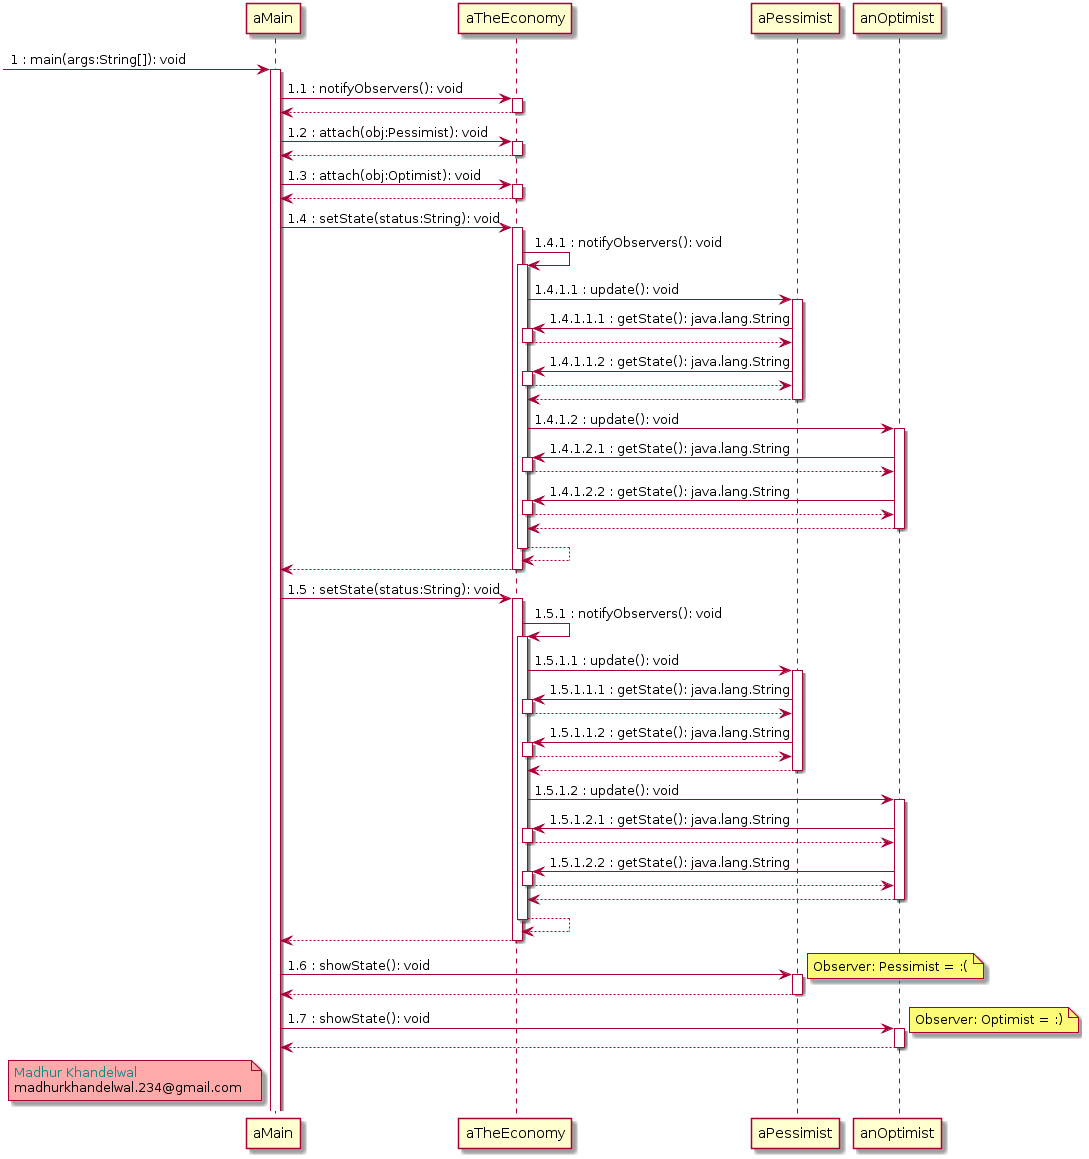 aMain
aTheEconomy
aPessimist
anOptimist
1 : main(args:String[]): void
1.1 : notifyObservers(): void
1.2 : attach(obj:Pessimist): void
1.3 : attach(obj:Optimist): void
1.4 : setState(status:String): void
1.4.1 : notifyObservers(): void
1.4.1.1 : update(): void
1.4.1.1.1 : getState(): java.lang.String
1.4.1.1.2 : getState(): java.lang.String
1.4.1.2 : update(): void
1.4.1.2.1 : getState(): java.lang.String
1.4.1.2.2 : getState(): java.lang.String
1.5 : setState(status:String): void
1.5.1 : notifyObservers(): void
1.5.1.1 : update(): void
1.5.1.1.1 : getState(): java.lang.String
1.5.1.1.2 : getState(): java.lang.String
1.5.1.2 : update(): void
1.5.1.2.1 : getState(): java.lang.String
1.5.1.2.2 : getState(): java.lang.String
1.6 : showState(): void
Observer: Pessimist = :(
1.7 : showState(): void
Observer: Optimist = :)
Madhur Khandelwal
madhurkhandelwal.234@gmail.com
aMain
aTheEconomy
aPessimist
anOptimist